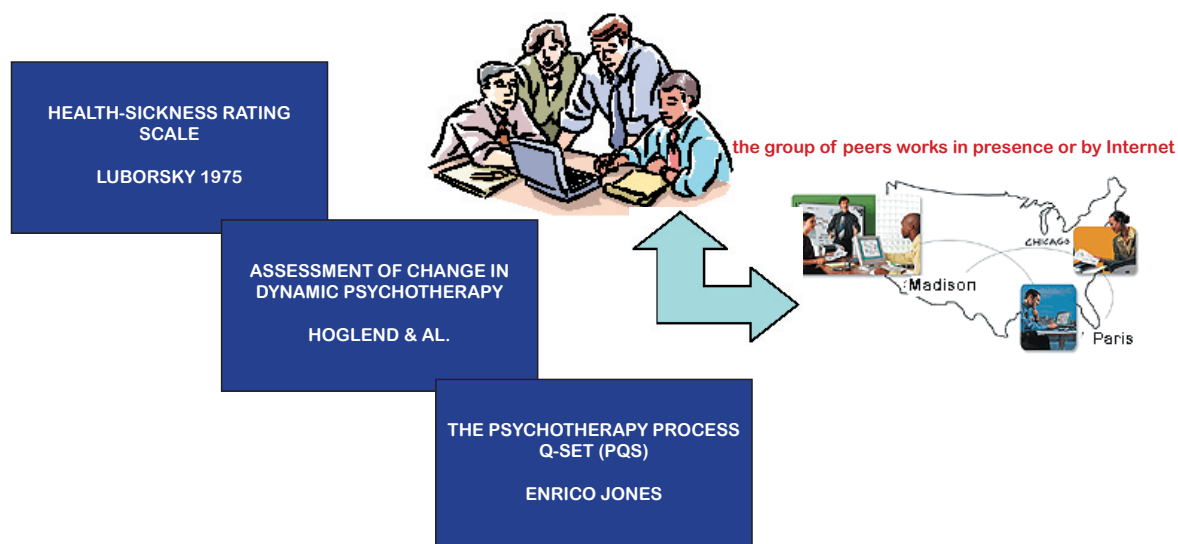 HEALTH-SICKNESS RATING
SCALE
LUBORSKY 1975
the group of peers works in presence or by Internet
ASSESSMENT OF CHANGE IN
DYNAMIC PSYCHOTHERAPY
HOGLEND & AL.
CHICAGO
Madison
Paris
THE PSYCHOTHERAPY PROCESS
Q-SET (PQS)
ENRICO JONES